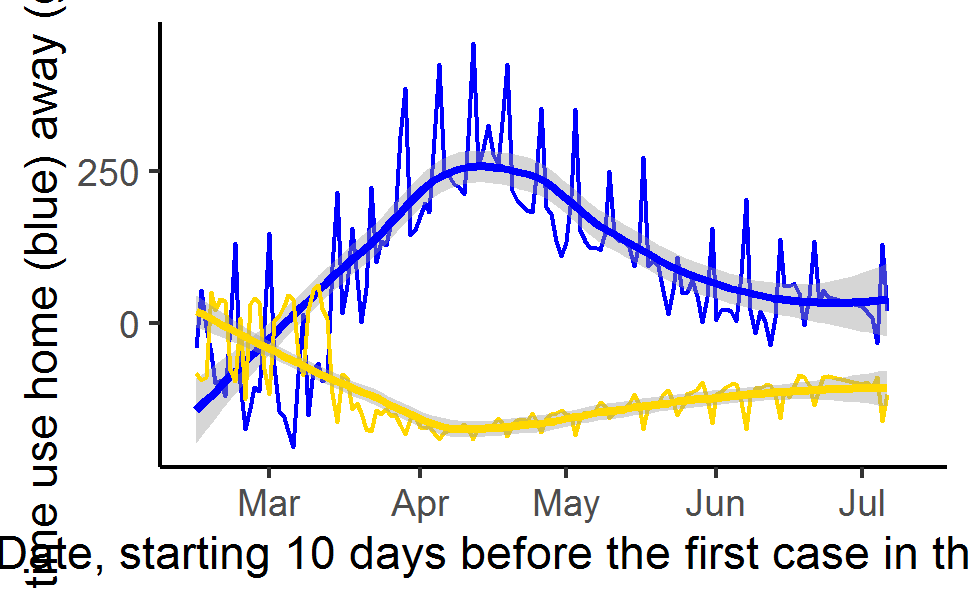 time use home (blue) away (
250
0
Mar Apr May Jun Jul
Date, starting 10 days before the first case in th